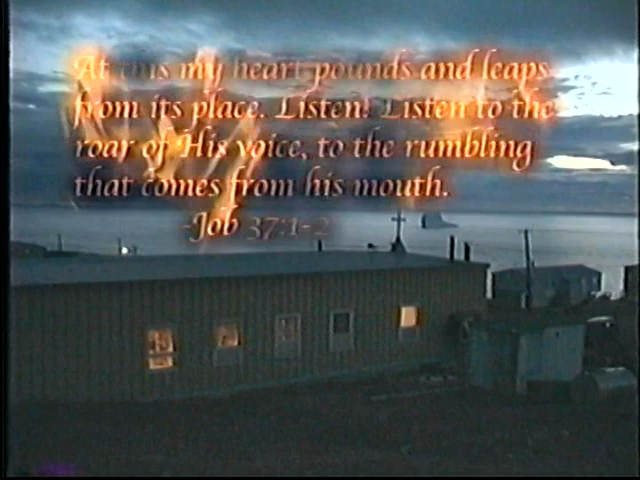 At this my heart pounds and leaps
from its place. Listen! Listen to the
roar of His voice, to the rumbling
that comes from his mouth.
-Job 37:1-2